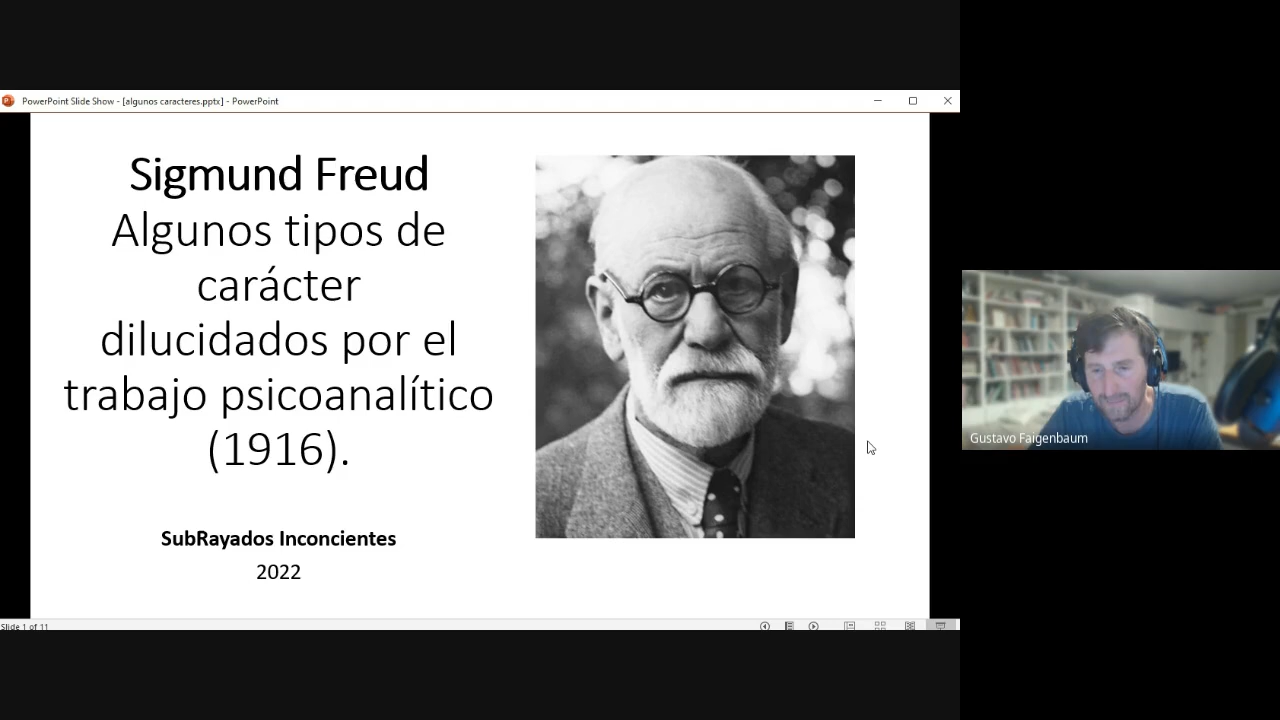 PowerPoint Slide Show - [algunos caracteres.pptx] - PowerPoint
Sigmund Freud
Algunos tipos de
carácter
dilucidados por el
trabajo psicoanalítico
(1916).
SubRayados Inconcientes
2022
Slide 1 of 11
Gustavo Faigenbaum